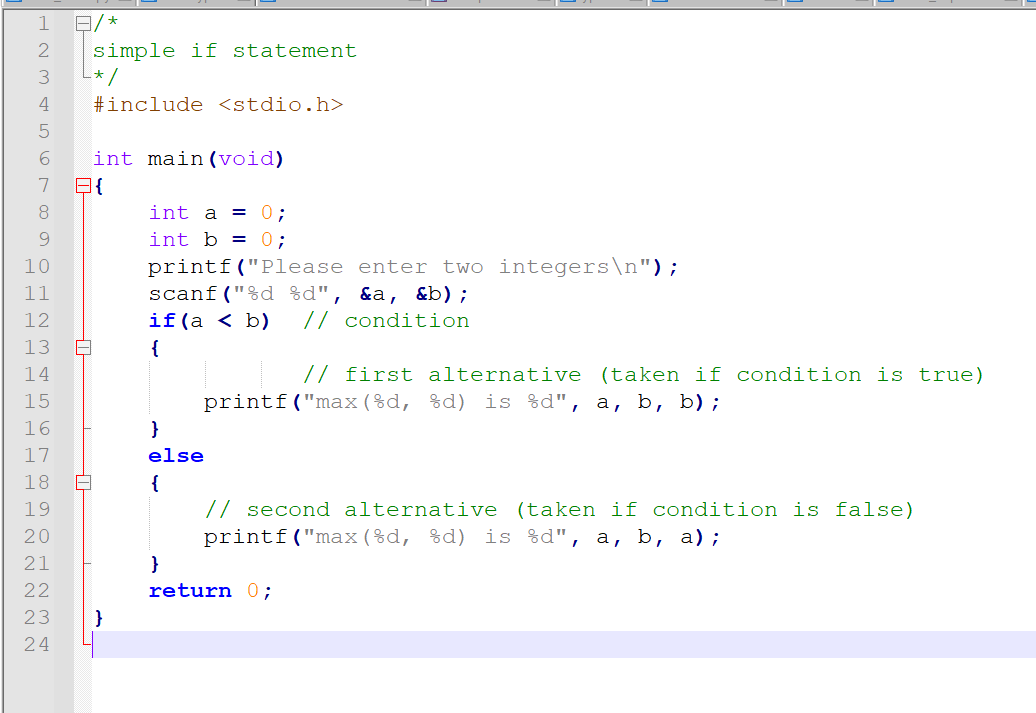 1 /*
2 simple if statement
3 */
4 #include <stdio.h>
5
6 int main(void)
7 {
8     int a = 0;
9     int b = 0;
10     printf("Please enter two integers\n");
11     scanf("%d %d", &a, &b);
12     if(a < b)  // condition
13     {
14                // first alternative (taken if condition is true)
15         printf("max(%d, %d) is %d", a, b, b);
16     }
17     else
18     {
19         // second alternative (taken if condition is false)
20         printf("max(%d, %d) is %d", a, b, a);
21     }
22     return 0;
23 }
24